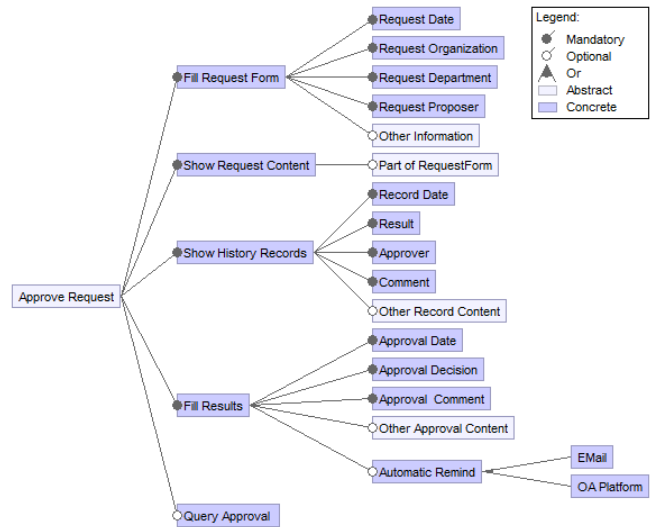 Request Date
Request Organization
Fill Request Form
Request Department
Request Proposer
Other Information
Show Request Content
Part of RequestForm
Record Date
Result
Show History Records
Approver
Comment
Approve Request
Other Record Content
Approval Date
Approval Decision
Fill Results
Approval  Comment
Other Approval Content
Automatic Remind
EMail
OA Platform
Query Approval
Legend:
Mandatory
Optional
Or
Abstract
Concrete